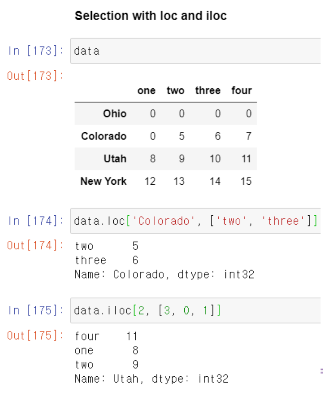 Selection with loc and iloc
In [173]: data
Out[173]:
one two three four
Ohio 0 0 0 0
Colorado 0 5 6 7
Utah 8 9 10 11
New York 12 13 14 15
In [174]: data.loc['Colorado', ['two', 'three']]
Out[174]: two 5
three 6
Name: Colorado, dtype: int32
In [175]: data.iloc[2, [3, 0, 1]]
Out[175]: four 11
one 8
two 9
Name: Utah, dtype: int32